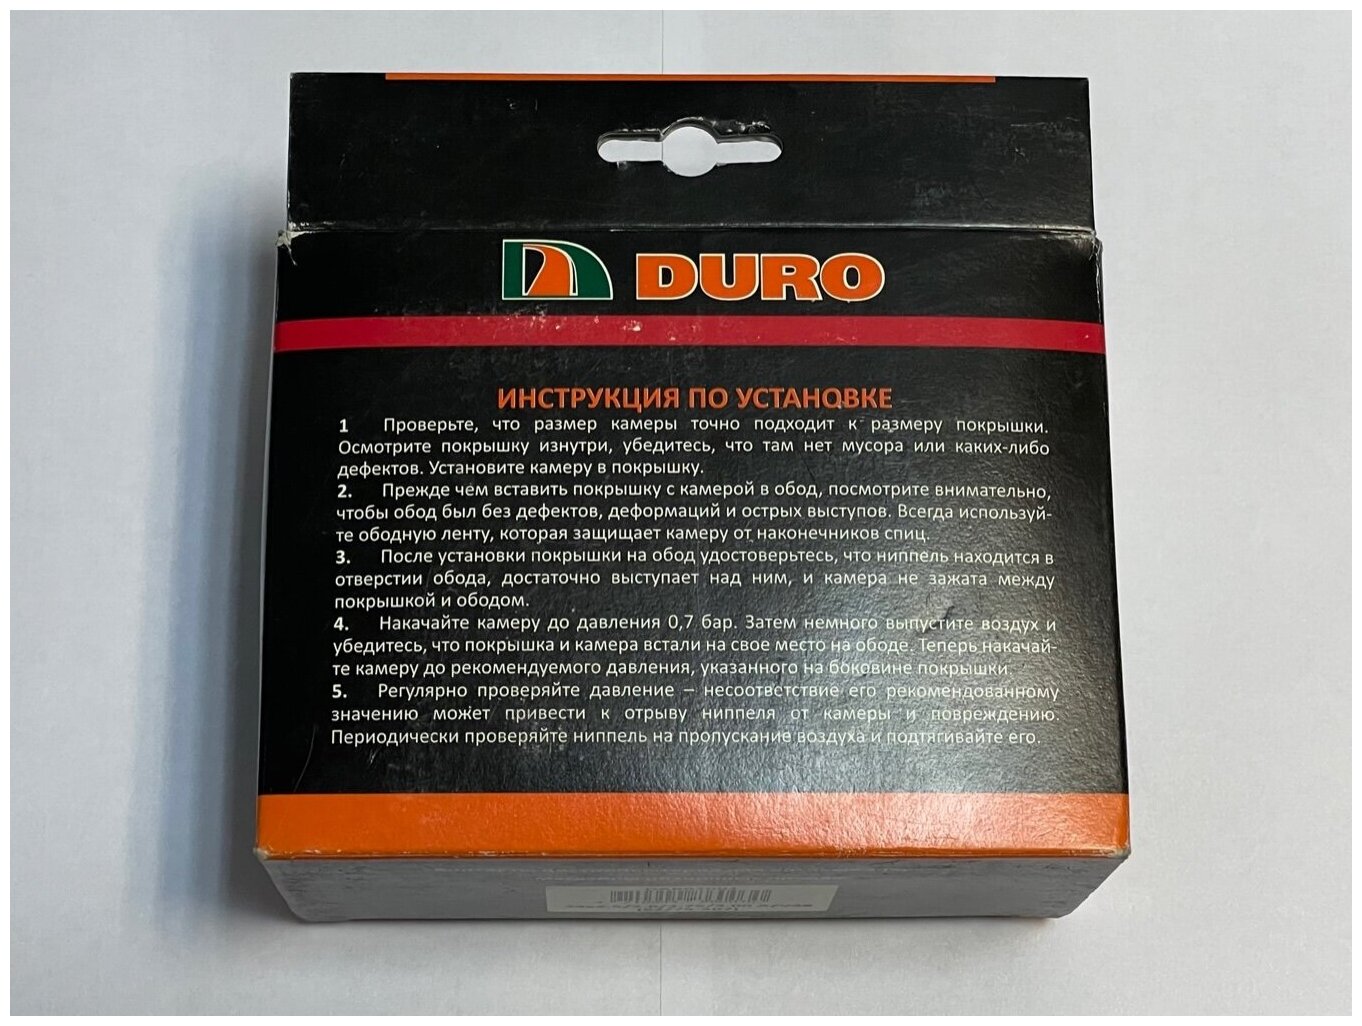 DURO
ИНСТРУКЦИЯ ПО УСТАНОВКЕ
1 Проверьте, что размер камеры точно подходит к размеру покрышки.
Осмотрите покрышку изнутри, убедитесь, что там нет мусора или каких-либо
дефектов. Установите камеру в покрышку.
2. Прежде чем вставить покрышку с камерой в обод, посмотрите внимательно,
чтобы обод был без дефектов, деформаций и острых выступов. Всегда используй-
те ободную ленту, которая защищает камеру от наконечников спиц.
3. После установки покрышки на обод удостоверьтесь, что ниппель находится в
отверстии обода, достаточно выступает над ним, и камера не зажата между
покрышкой и ободом.
4. Накачайте камеру до давления 0,7 бар. Затем немного выпустите воздух и
убедитесь, что покрышка и камера встали на свое место на ободе. Теперь накачай-
те камеру до рекомендуемого давления, указанного на боковине покрышки.
5. Регулярно проверяйте давление – несоответствие его рекомендованному
значению может привести к отрыву ниппеля от камеры и повреждению.
Периодически проверяйте ниппель на пропускание воздуха и подтягивайте его.